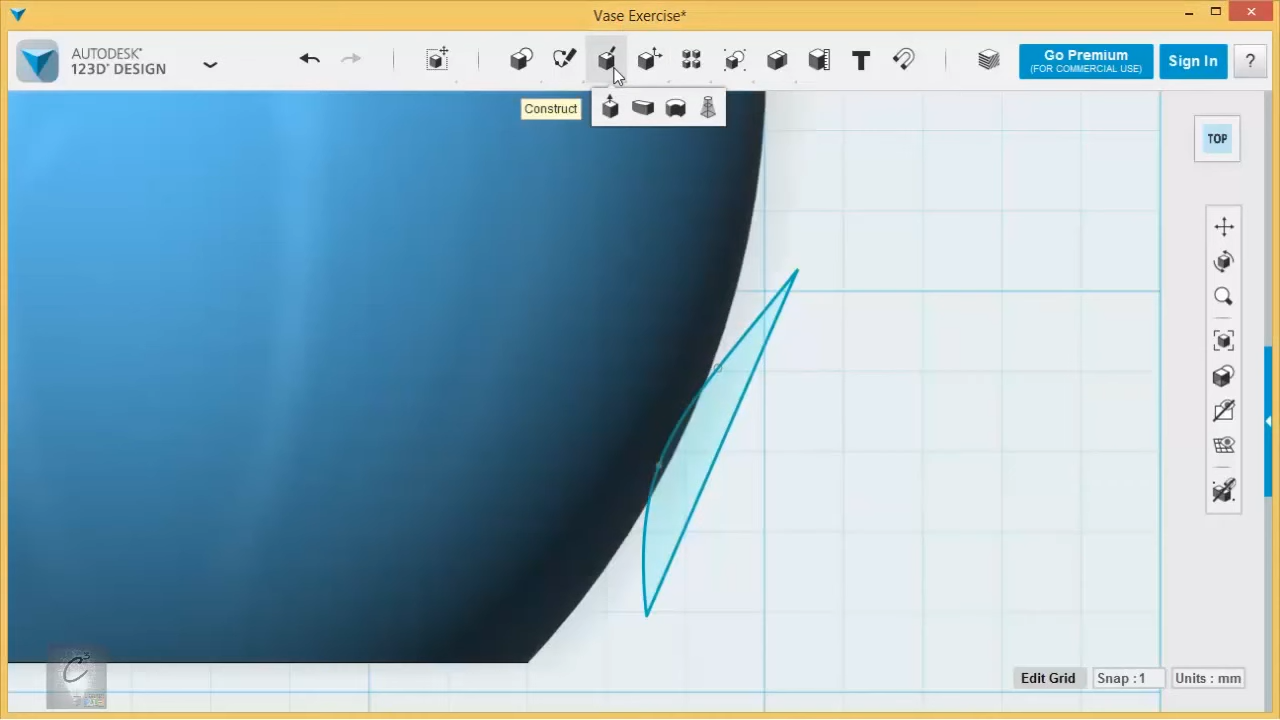 Vase Exercise*
AUTODESK®
123D® DESIGN
Go Premium
(FOR COMMERCIAL USE)
Sign In
?
Construct
TOP
Edit Grid
Snap : 1
Units : mm